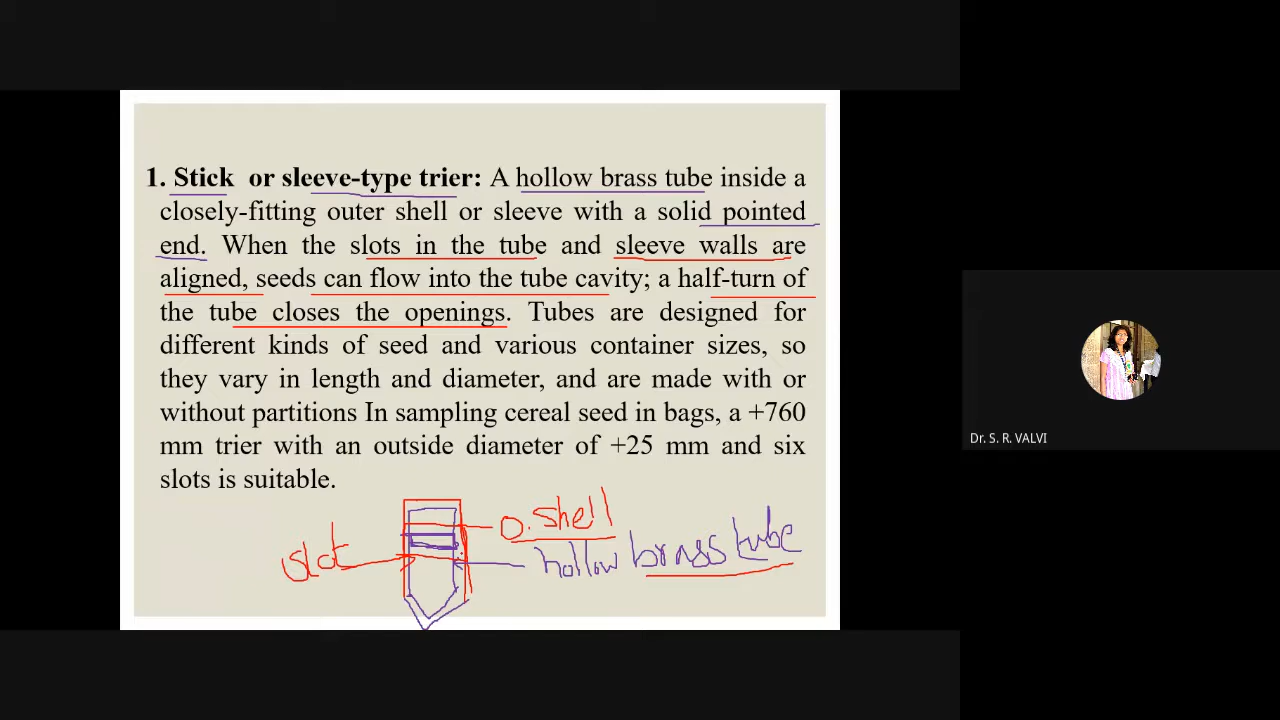 1. Stick or sleeve-type trier: A hollow brass tube inside a
closely-fitting outer shell or sleeve with a solid pointed
end. When the slots in the tube and sleeve walls are
aligned, seeds can flow into the tube cavity; a half-turn of
the tube closes the openings. Tubes are designed for
different kinds of seed and various container sizes, so
they vary in length and diameter, and are made with or
without partitions In sampling cereal seed in bags, a +760
mm trier with an outside diameter of +25 mm and six
slots is suitable.
O. shell
slot
hollow brass tube
Dr. S. R. VALVI